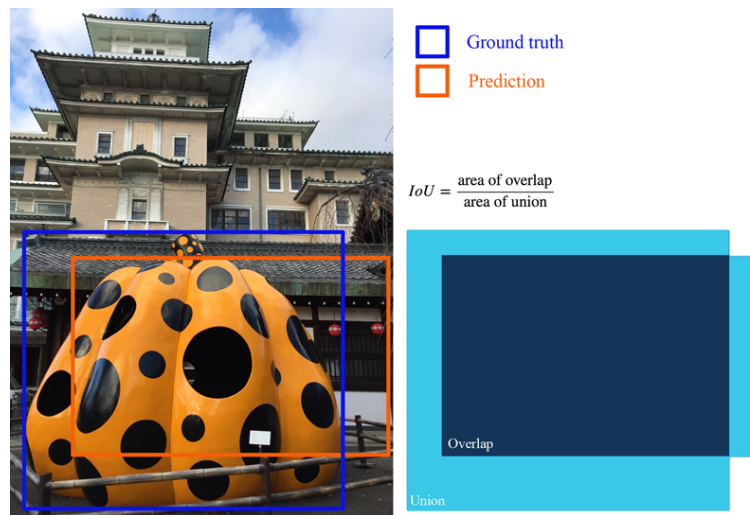 Ground truth
Prediction
IoU = area of overlap / area of union
Overlap
Union